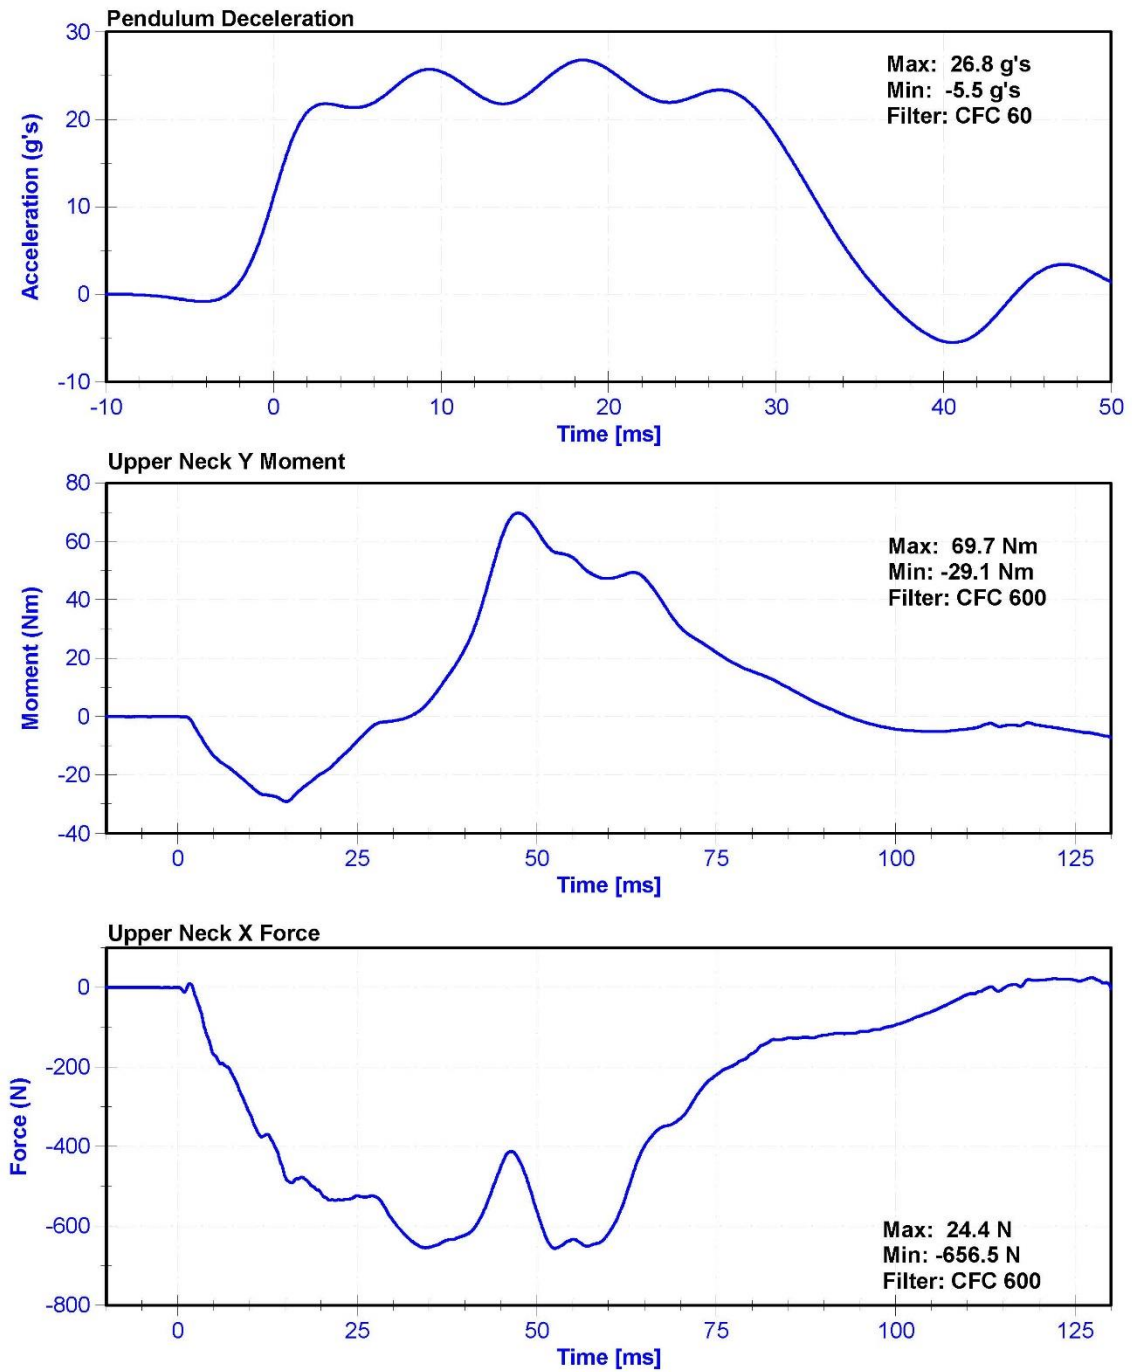 Pendulum Deceleration
30
20
10
0
-10
Acceleration (g's)
Max: 26.8 g's
Min: -5.5 g's
Filter: CFC 60
-10 0 10 20 30 40 50
Time [ms]
Upper Neck Y Moment
80
60
40
20
0
-20
-40
Moment (Nm)
Max: 69.7 Nm
Min: -29.1 Nm
Filter: CFC 600
0 25 50 75 100 125
Time [ms]
Upper Neck X Force
0
-200
-400
-600
-800
Force (N)
Max: 24.4 N
Min: -656.5 N
Filter: CFC 600
0 25 50 75 100 125
Time [ms]